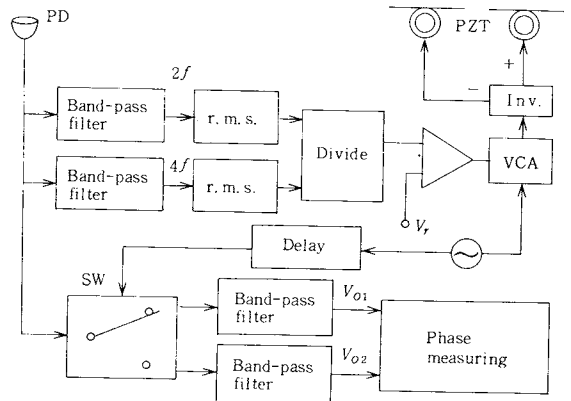 PD
PZT
2f
Band-pass
filter
r. m. s.
−
+
Inv.
Divide
VCA
4f
Band-pass
filter
r. m. s.
Vr
Delay
SW
Band-pass
filter
VO1
Phase
measuring
Band-pass
filter
VO2